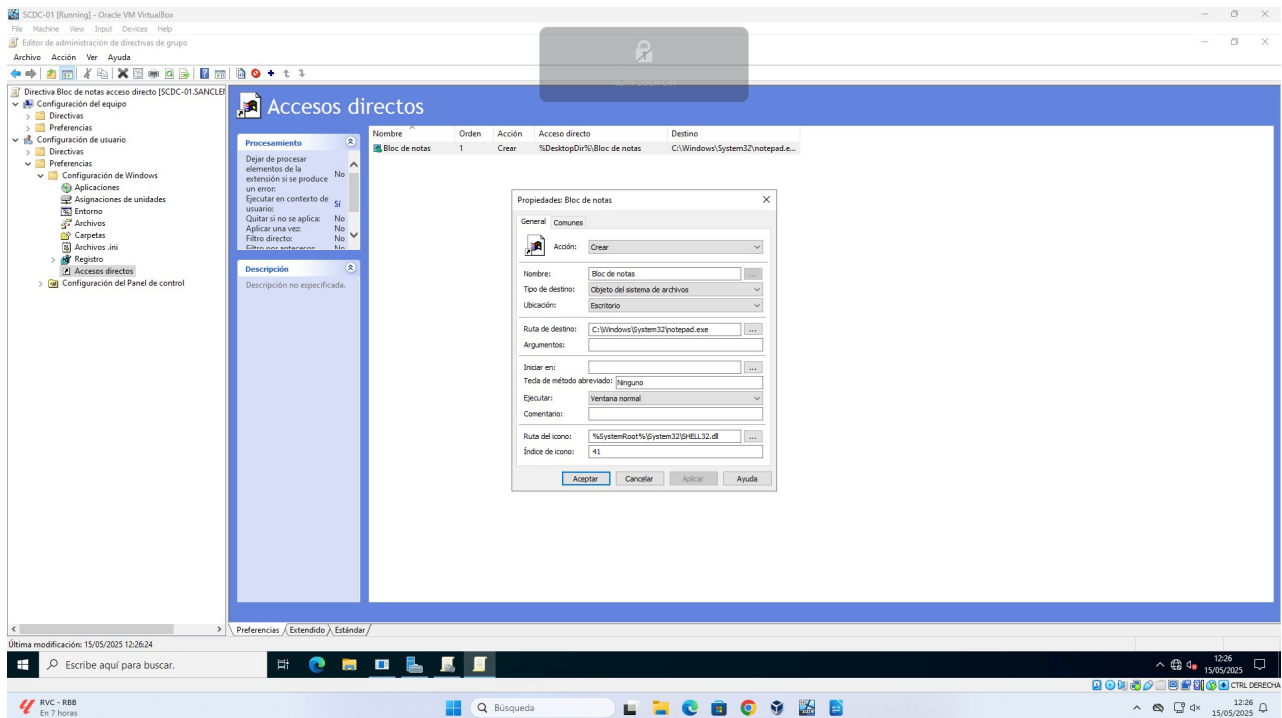 SCDC-01 [Running] - Oracle VM VirtualBox
File Machine View Input Devices Help
Editor de administración de directivas de grupo
Archivo Acción Ver Ayuda
Directiva Bloc de notas acceso directo [SCDC-01.SANCLEM
Configuración del equipo
Directivas
Preferencias
Configuración de usuario
Directivas
Preferencias
Configuración de Windows
Aplicaciones
Asignaciones de unidades
Entorno
Archivos
Carpetas
Archivos .ini
Registro
Accesos directos
Configuración del Panel de control
Accesos directos
Procesamiento
Dejar de procesar elementos de la extensión si se produce un error: No
Ejecutar en contexto de usuario: Sí
Quitar si no se aplica: No
Aplicar una vez: No
Filtro directo: No
Filtro por antecesor: No
Descripción
Descripción no especificada.
Nombre Orden Acción Acceso directo Destino
Bloc de notas 1 Crear %DesktopDir%\Bloc de notas C:\Windows\System32\notepad.e...
Propiedades: Bloc de notas
General Comunes
Acción: Crear
Nombre: Bloc de notas ...
Tipo de destino: Objeto del sistema de archivos
Ubicación: Escritorio
Ruta de destino: C:\Windows\System32\notepad.exe ...
Argumentos:
Iniciar en: ...
Tecla de método abreviado: Ninguno
Ejecutar: Ventana normal
Comentario:
Ruta del icono: %SystemRoot%\System32\SHELL32.dll ...
Índice de icono: 41
Aceptar Cancelar Aplicar Ayuda
Preferencias Extendido Estándar
Última modificación: 15/05/2025 12:26:24
Escribe aquí para buscar.
12:26
15/05/2025
CTRL DERECHA
RVC - RBB
En 7 horas
Búsqueda
12:26
15/05/2025